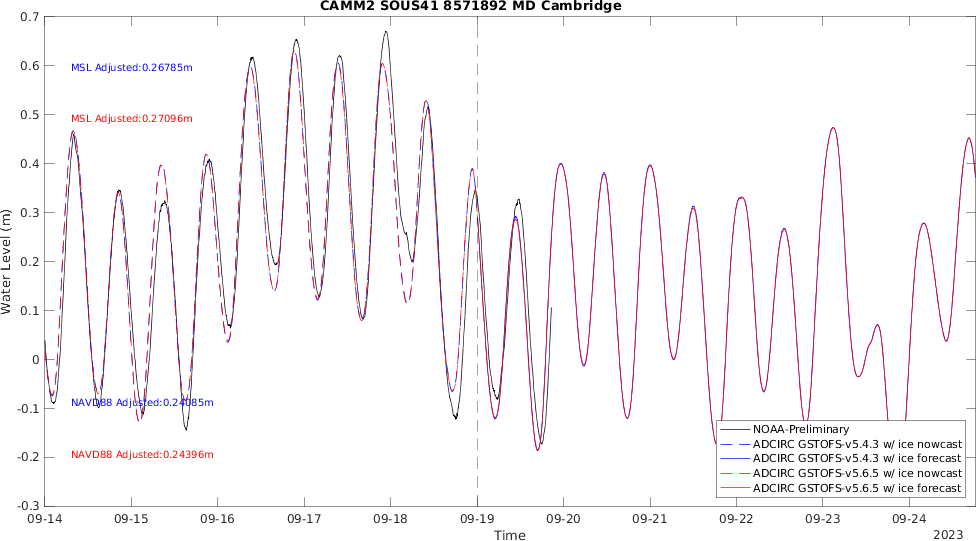 CAMM2 SOUS41 8571892 MD Cambridge
0.7
0.6
0.5
0.4
0.3
0.2
0.1
0
-0.1
-0.2
-0.3
Water Level (m)
MSL Adjusted:0.26785m
MSL Adjusted:0.27096m
NAVD88 Adjusted:0.24085m
NAVD88 Adjusted:0.24396m
NOAA-Preliminary
ADCIRC GSTOFS-v5.4.3 w/ ice nowcast
ADCIRC GSTOFS-v5.4.3 w/ ice forecast
ADCIRC GSTOFS-v5.6.5 w/ ice nowcast
ADCIRC GSTOFS-v5.6.5 w/ ice forecast
09-14 09-15 09-16 09-17 09-18 09-19 09-20 09-21 09-22 09-23 09-24
Time
2023